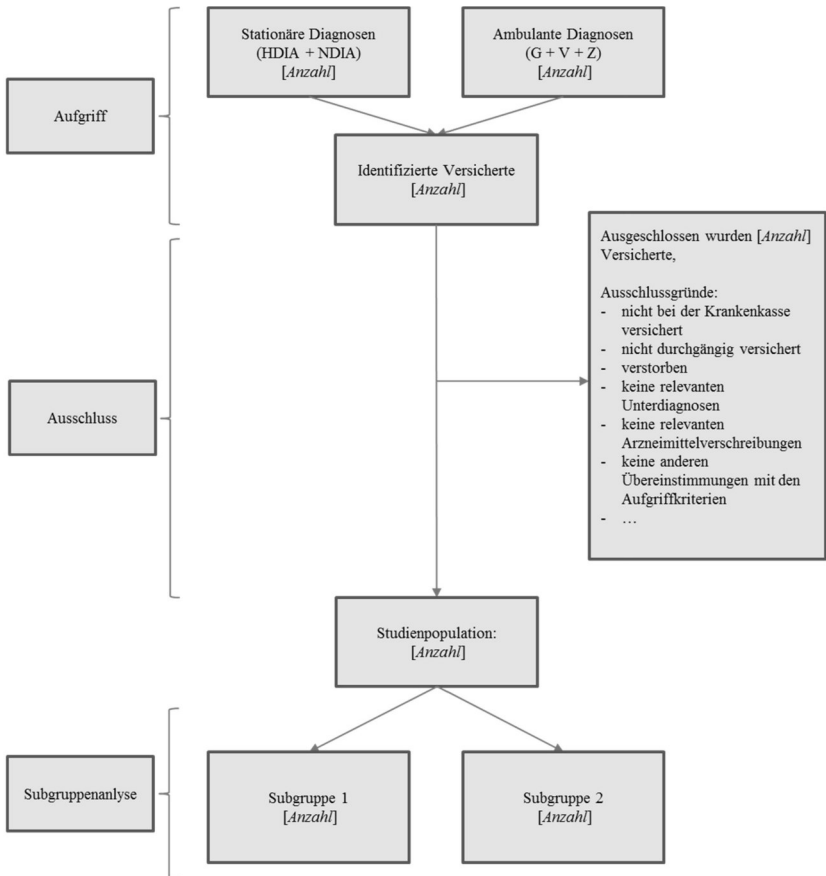 Stationäre Diagnosen
(HDIA + NDIA)
[Anzahl]
Ambulante Diagnosen
(G + V + Z)
[Anzahl]
Aufgriff
Identifizierte Versicherte
[Anzahl]
Ausgeschlossen wurden [Anzahl]
Versicherte,
Ausschlussgründe:
- nicht bei der Krankenkasse
versichert
- nicht durchgängig versichert
- verstorben
- keine relevanten
Unterdiagnosen
- keine relevanten
Arzneimittelverschreibungen
- keine anderen
Übereinstimmungen mit den
Aufgriffkriterien
- …
Ausschluss
Studienpopulation:
[Anzahl]
Subgruppenanalyse
Subgruppe 1
[Anzahl]
Subgruppe 2
[Anzahl]